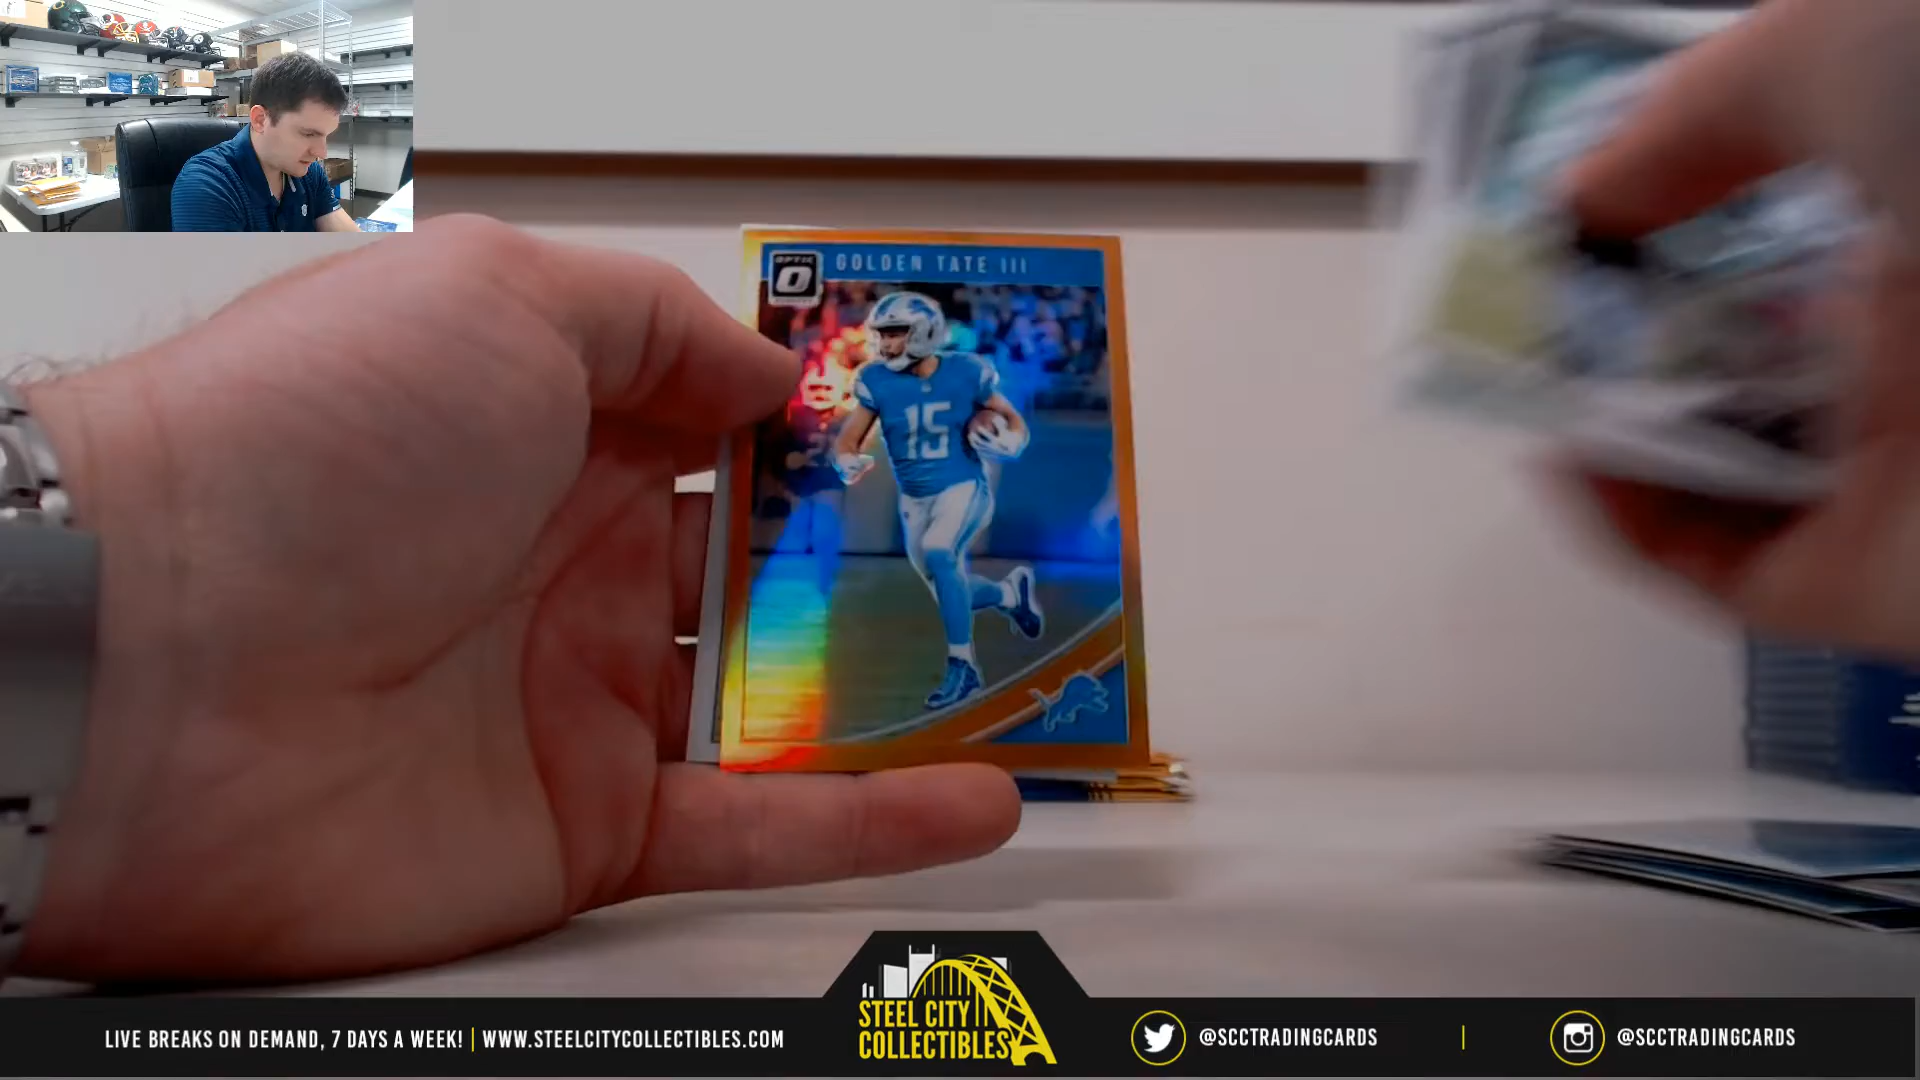 OPTIC
GOLDEN TATE III
15
STEEL CITY
COLLECTIBLES
LIVE BREAKS ON DEMAND, 7 DAYS A WEEK! | WWW.STEELCITYCOLLECTIBLES.COM
@SCCTRADINGCARDS | @SCCTRADINGCARDS